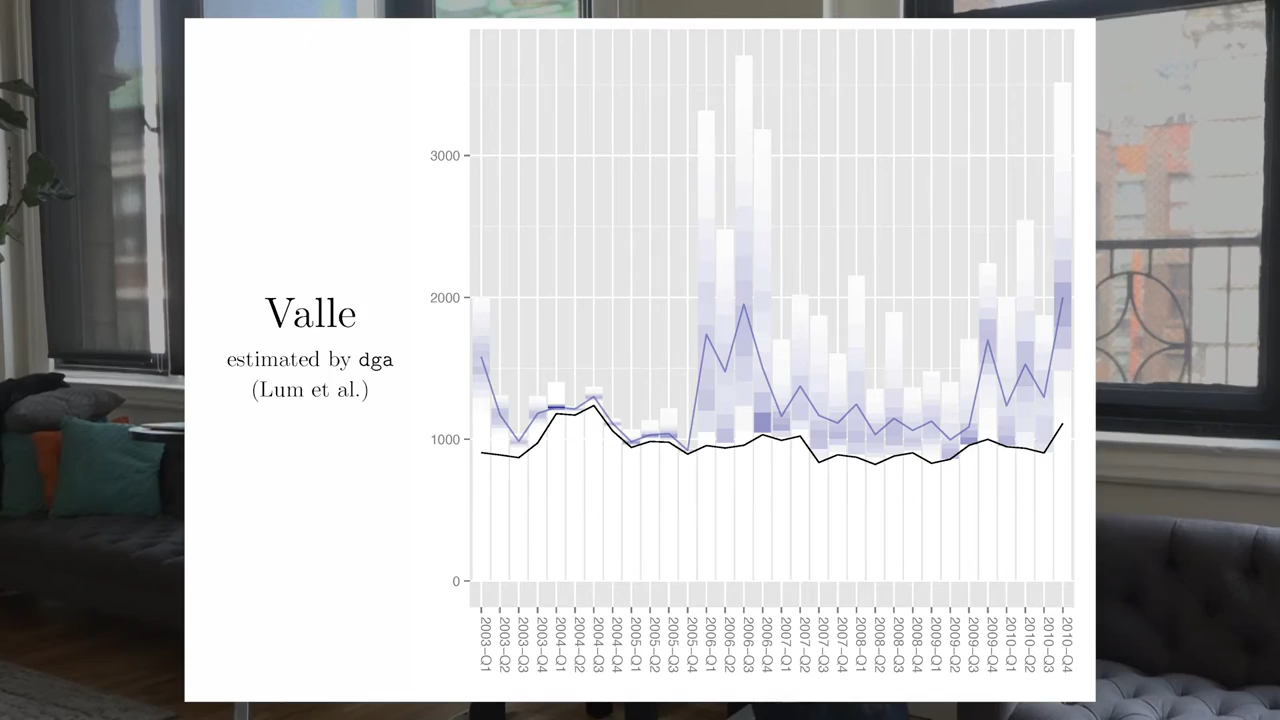 Valle
estimated by dga
(Lum et al.)
3000
2000
1000
0
2003−Q1
2003−Q2
2003−Q3
2003−Q4
2004−Q1
2004−Q2
2004−Q3
2004−Q4
2005−Q1
2005−Q2
2005−Q3
2005−Q4
2006−Q1
2006−Q2
2006−Q3
2006−Q4
2007−Q1
2007−Q2
2007−Q3
2007−Q4
2008−Q1
2008−Q2
2008−Q3
2008−Q4
2009−Q1
2009−Q2
2009−Q3
2009−Q4
2010−Q1
2010−Q2
2010−Q3
2010−Q4